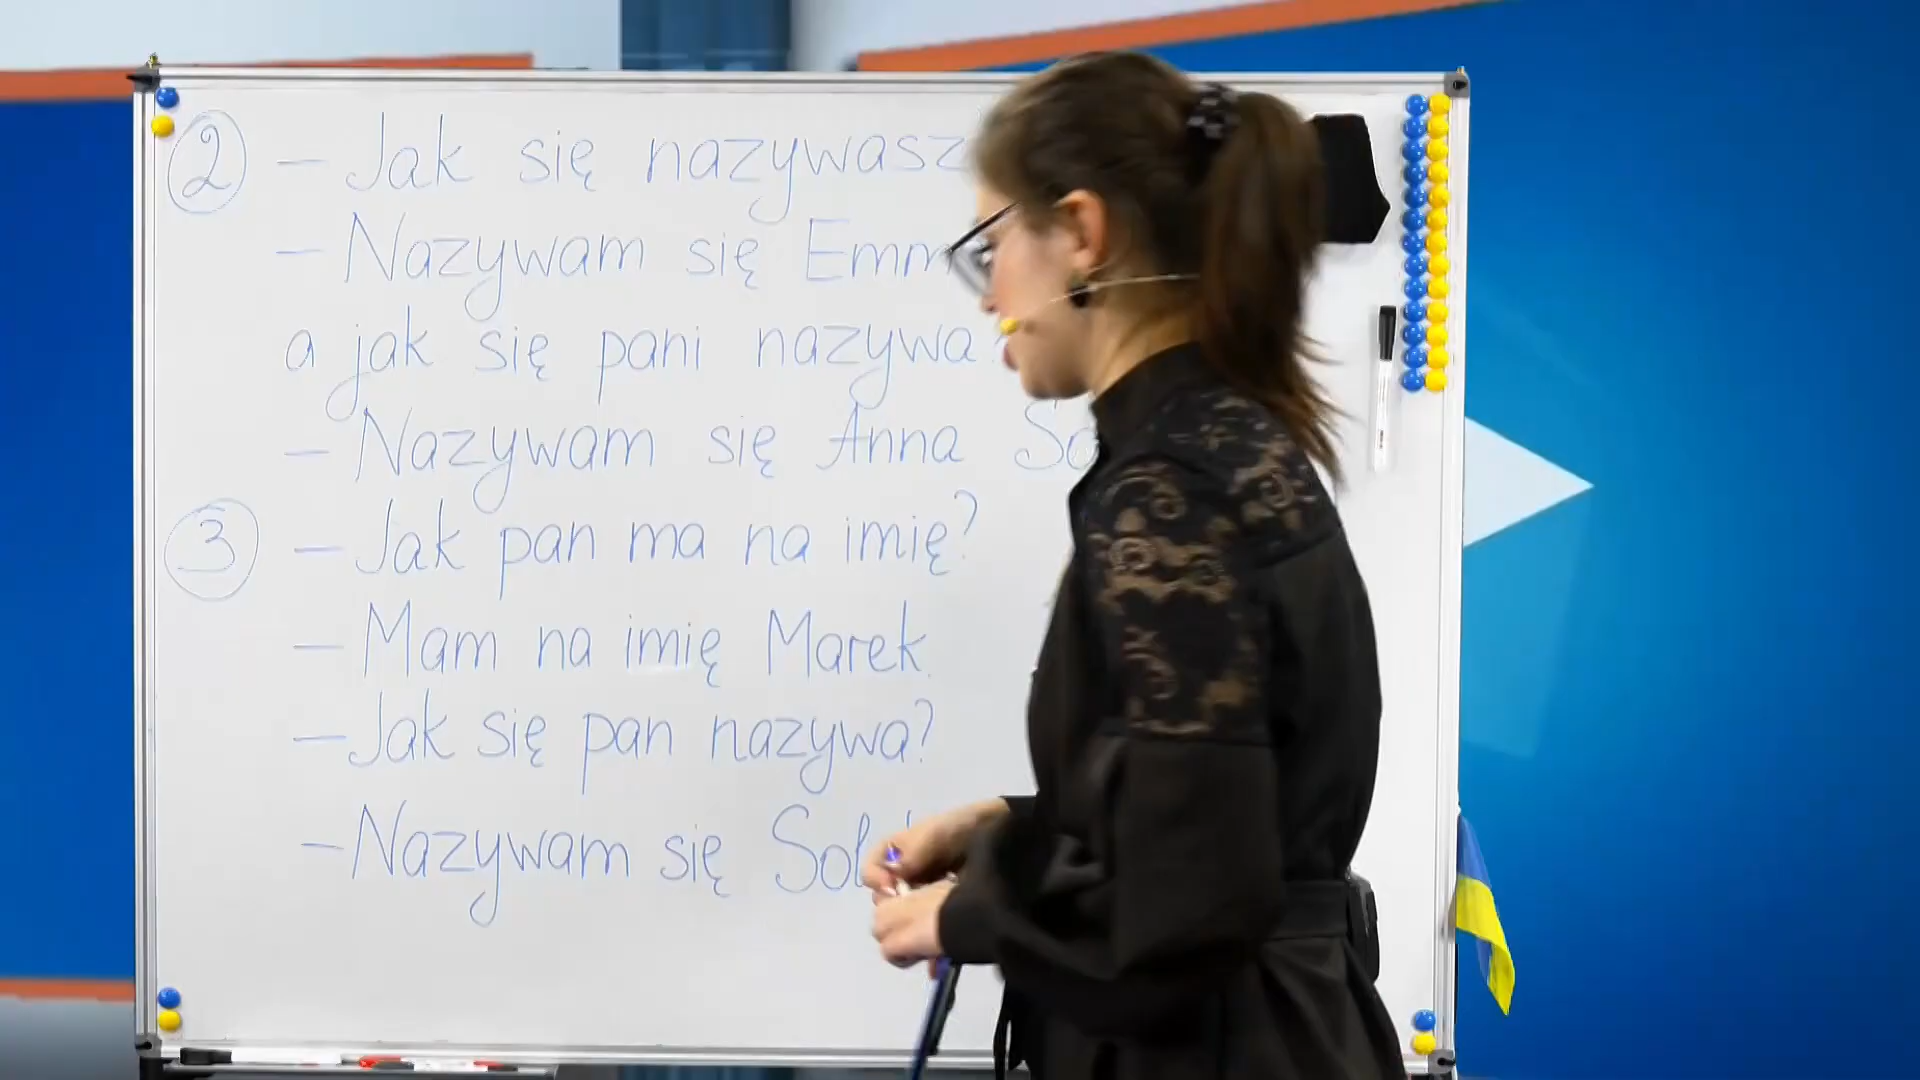 ② – Jak się nazywasz
– Nazywam się
a jak się pani nazywa?
– Nazywam się Anna
③ – Jak pan ma na imię?
– Mam na imię Marek.
– Jak się pan nazywa?
– Nazywam się